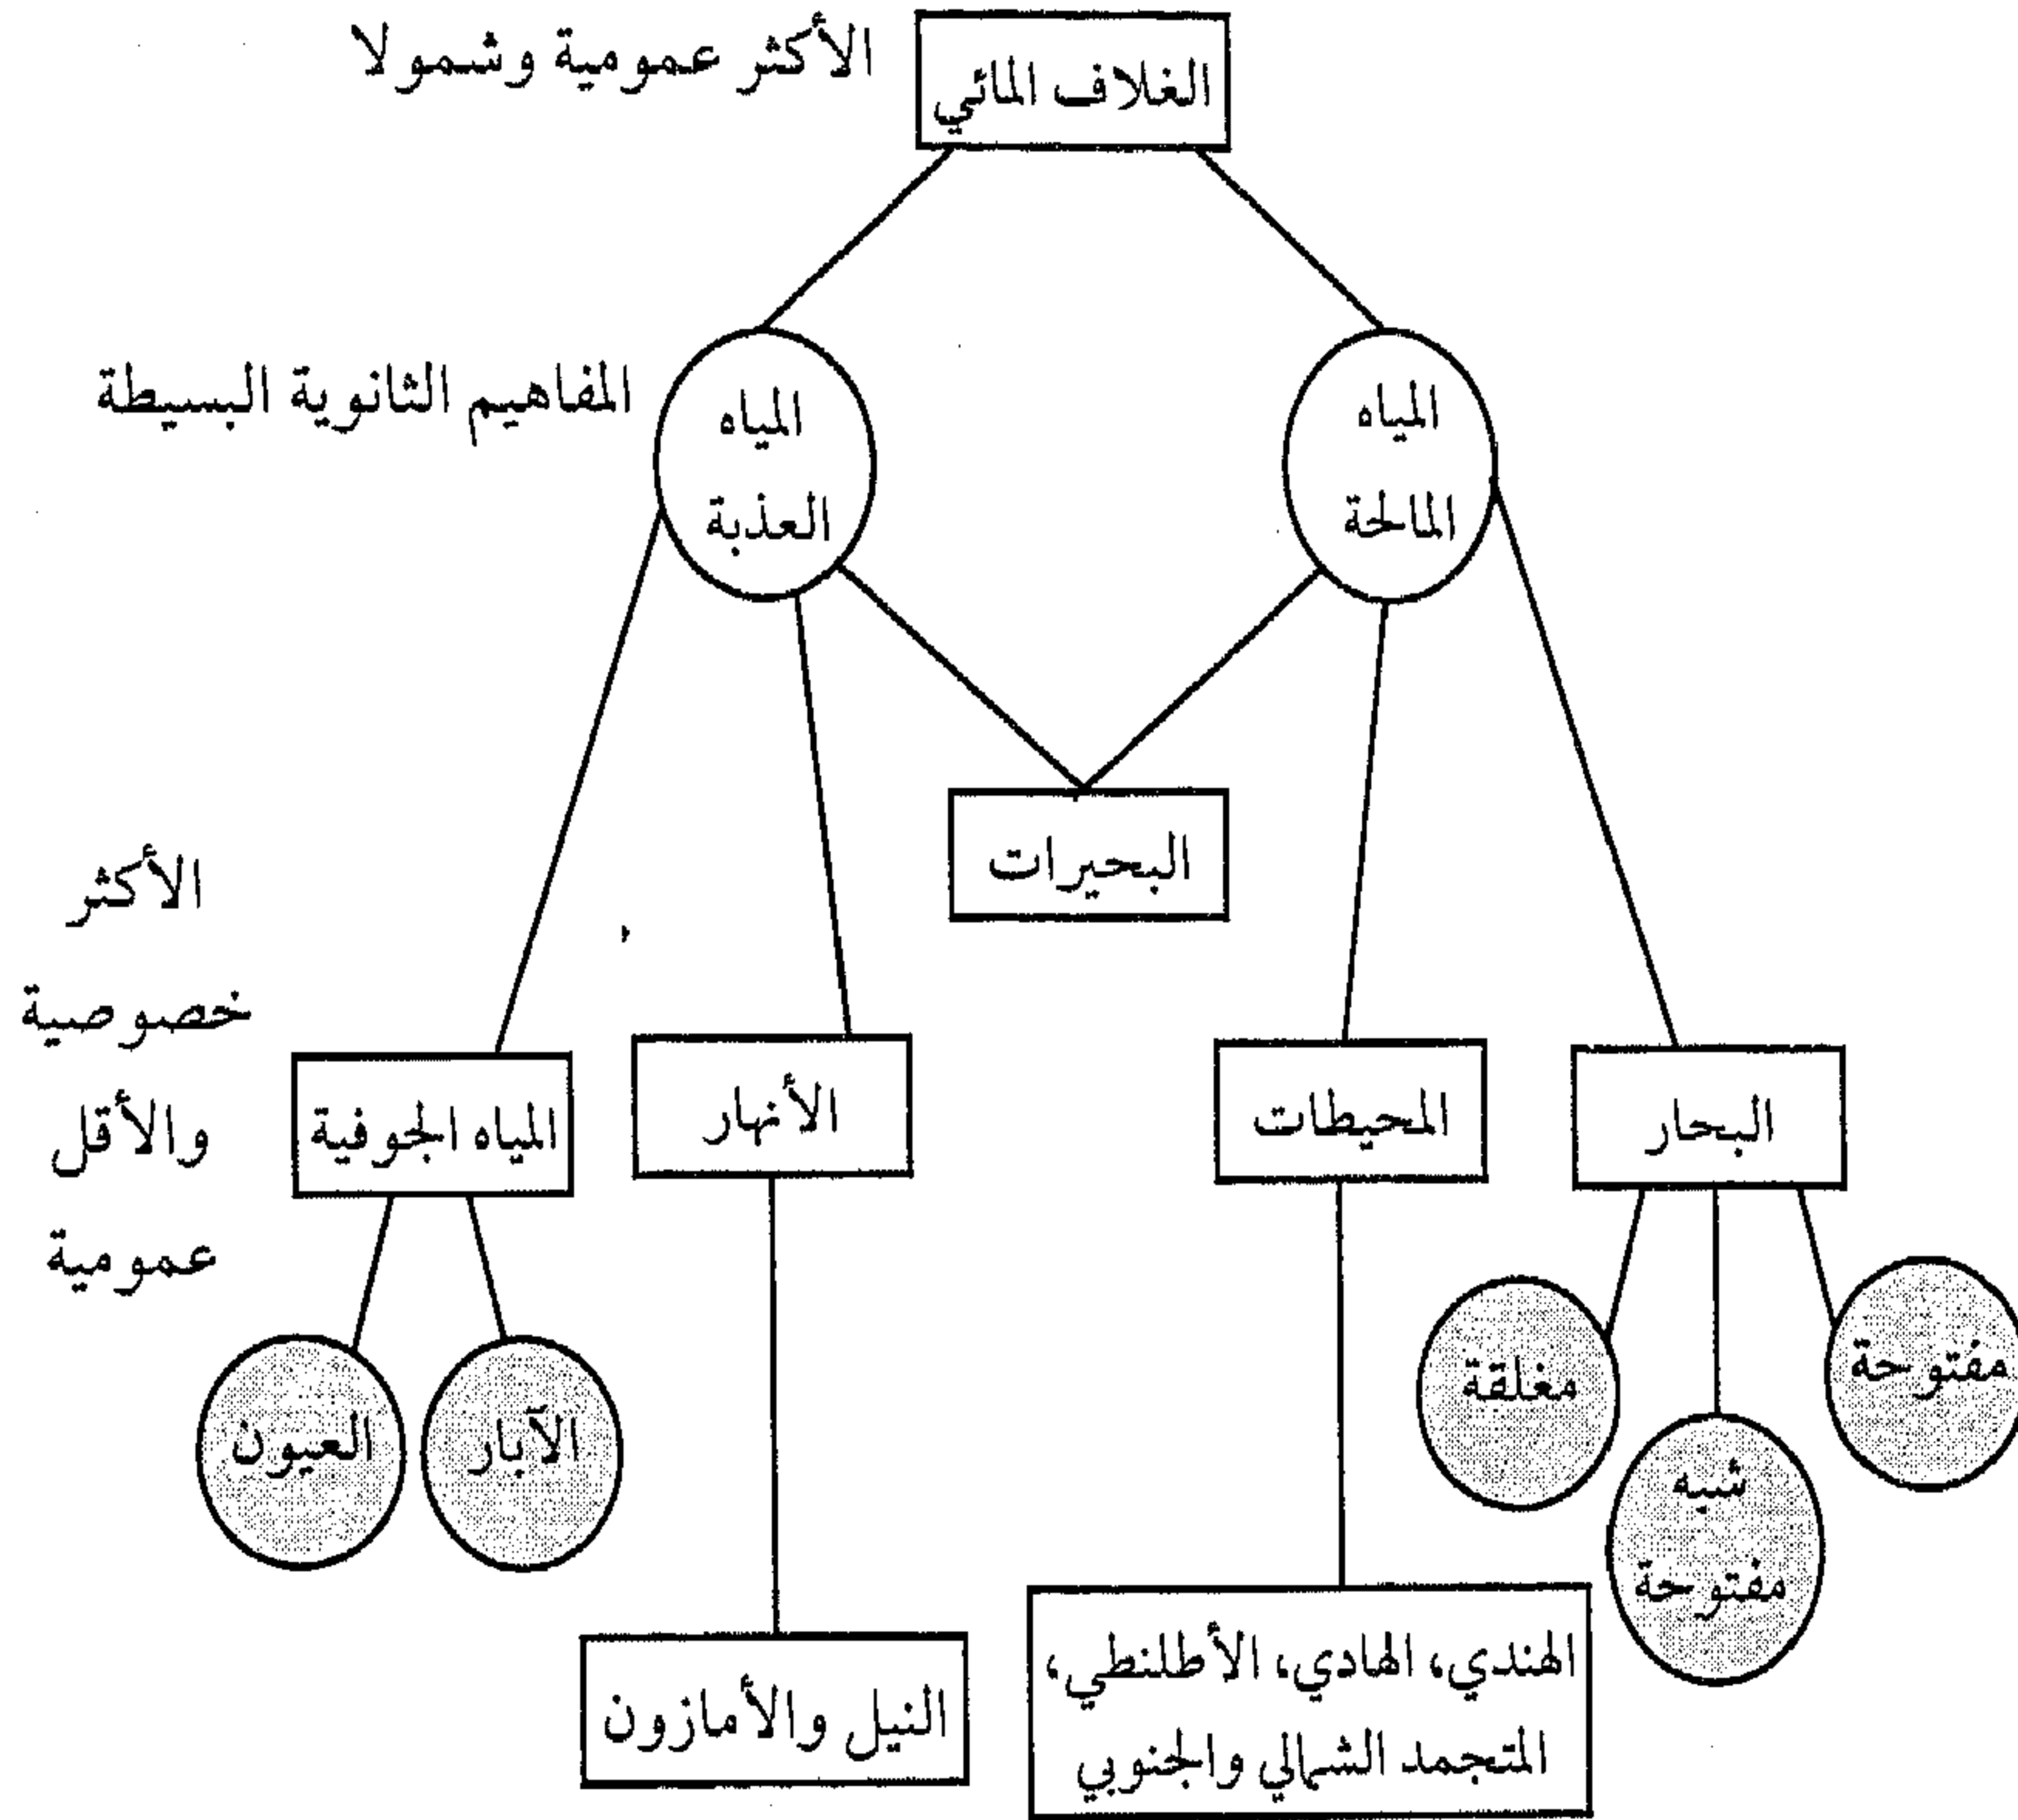 الغلاف المائي
الأكثر عمومية وشمولا
المياه
المالحة
المياه
العذبة
المفاهيم الثانوية البسيطة
البحيرات
الأكثر
خصوصية
والأقل
عمومية
البحار
المحيطات
الأنهار
المياه الجوفية
مفتوحة
شبه
مفتوحة
مغلقة
الآبار
العيون
الهندي، الهادي، الأطلنطي،
المتجمد الشمالي والجنوبي
النيل والأمازون